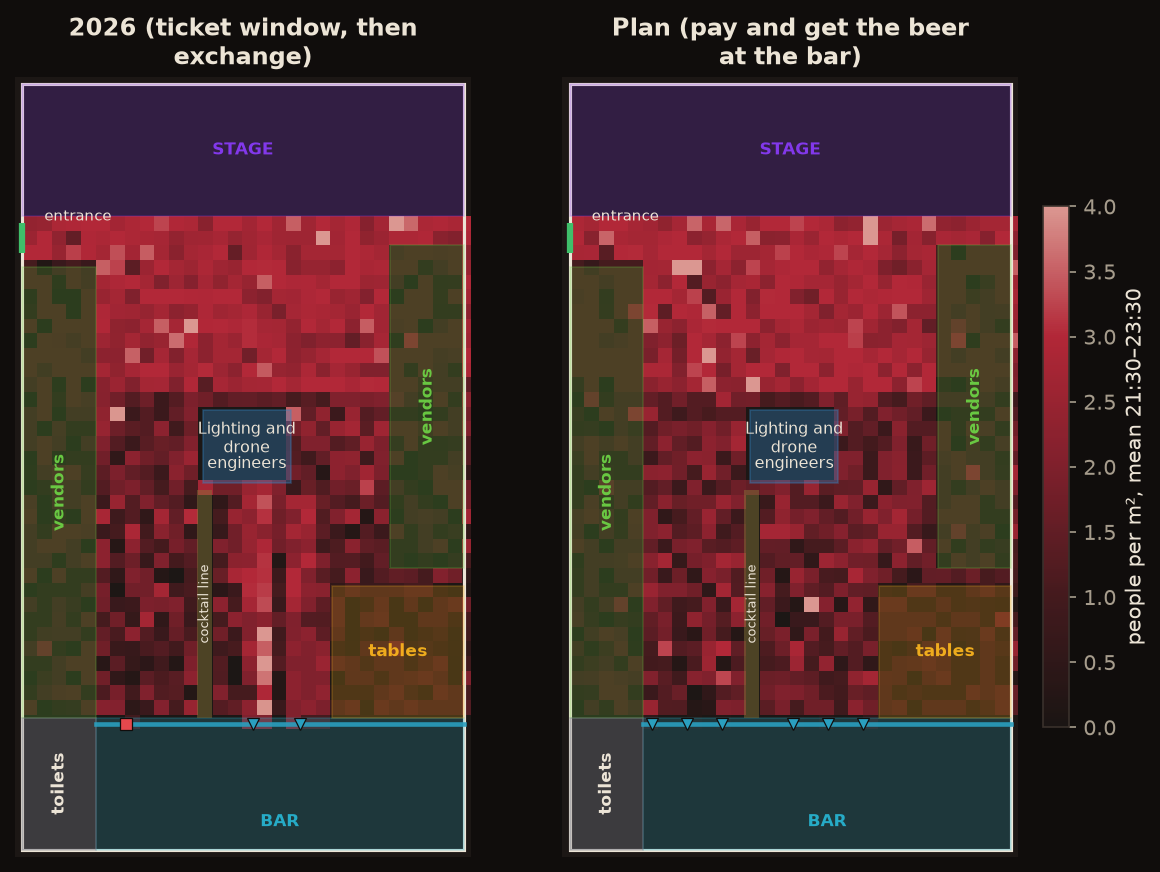 2026 (ticket window, then
exchange)
STAGE
entrance
vendors
Lighting and
drone
engineers
vendors
cocktail line
tables
toilets
BAR
Plan (pay and get the beer
at the bar)
STAGE
entrance
vendors
Lighting and
drone
engineers
vendors
cocktail line
tables
toilets
BAR
4.0
3.5
3.0
2.5
2.0
1.5
1.0
0.5
0.0
people per m², mean 21:30–23:30